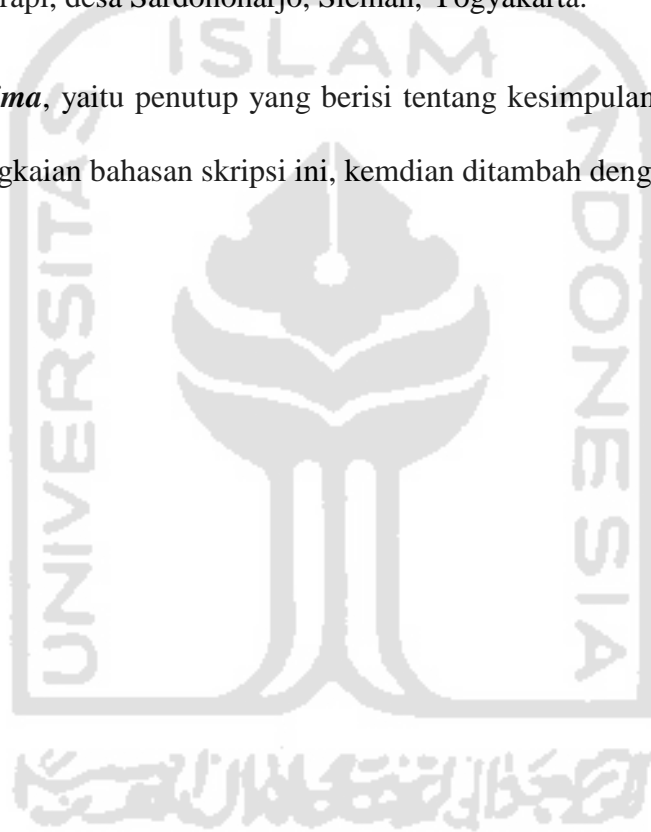 rapi, desa Sardonoharjo, Sleman, Yogyakarta.
ISLAM
ima, yaitu penutup yang berisi tentang kesimpulan
gkaian bahasan skripsi ini, kemdian ditambah deng
UNIVERSITAS
INDONESIA